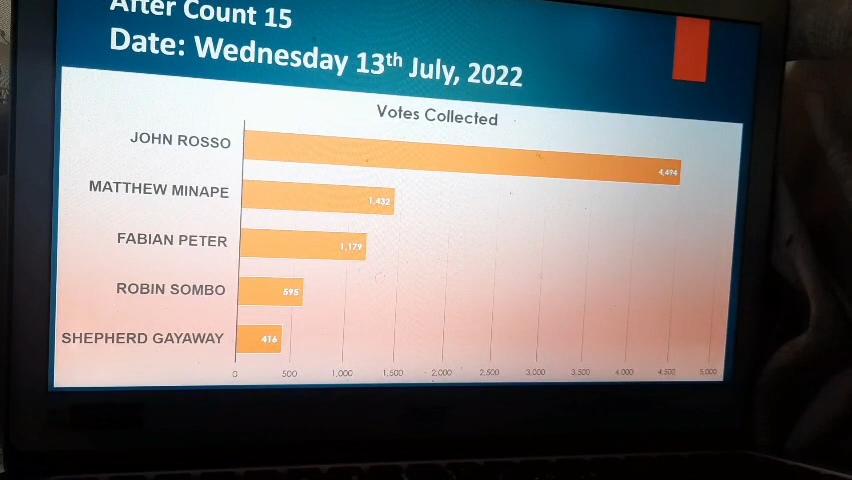 After Count 15
Date: Wednesday 13th July, 2022
Votes Collected
JOHN ROSSO 4,494
MATTHEW MINAPE 1,432
FABIAN PETER 1,179
ROBIN SOMBO 595
SHEPHERD GAYAWAY 416
0 500 1,000 1,500 2,000 2,500 3,000 3,500 4,000 4,500 5,000